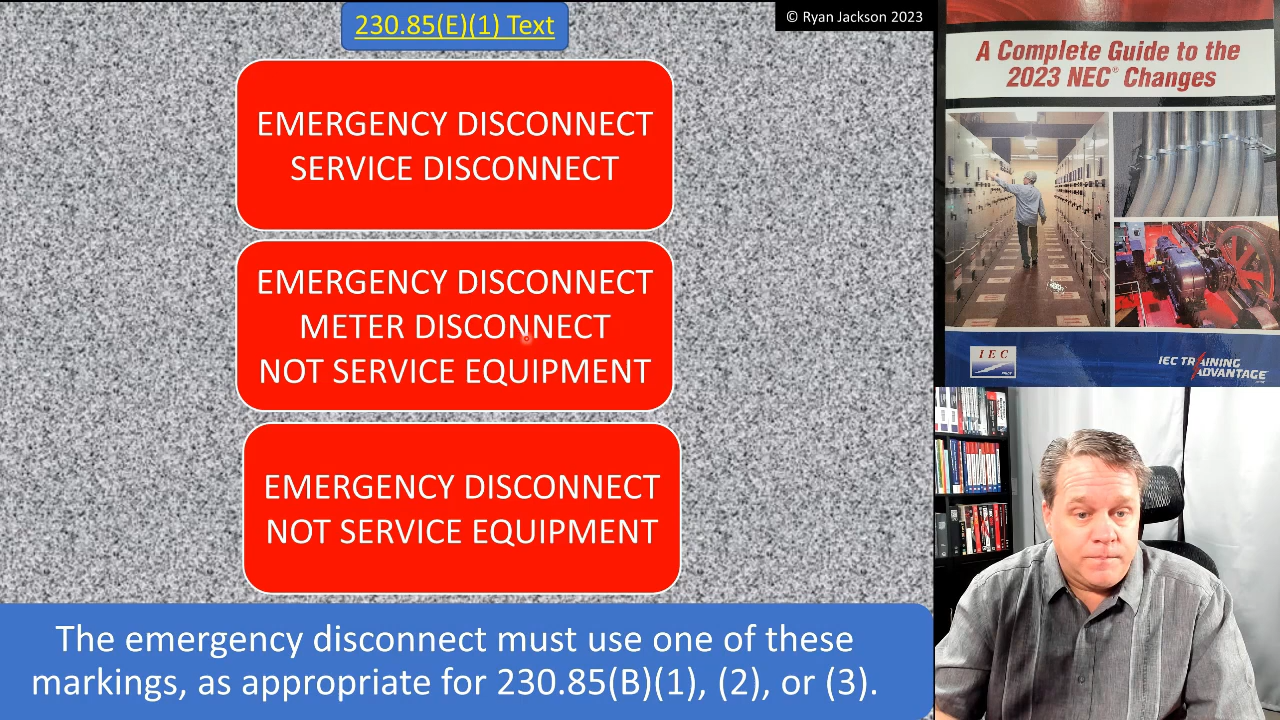 230.85(E)(1) Text
© Ryan Jackson 2023
EMERGENCY DISCONNECT
SERVICE DISCONNECT
EMERGENCY DISCONNECT
METER DISCONNECT
NOT SERVICE EQUIPMENT
EMERGENCY DISCONNECT
NOT SERVICE EQUIPMENT
The emergency disconnect must use one of these
markings, as appropriate for 230.85(B)(1), (2), or (3).
A Complete Guide to the
2023 NEC® Changes
IEC
IEC TRAINING
ADVANTAGE